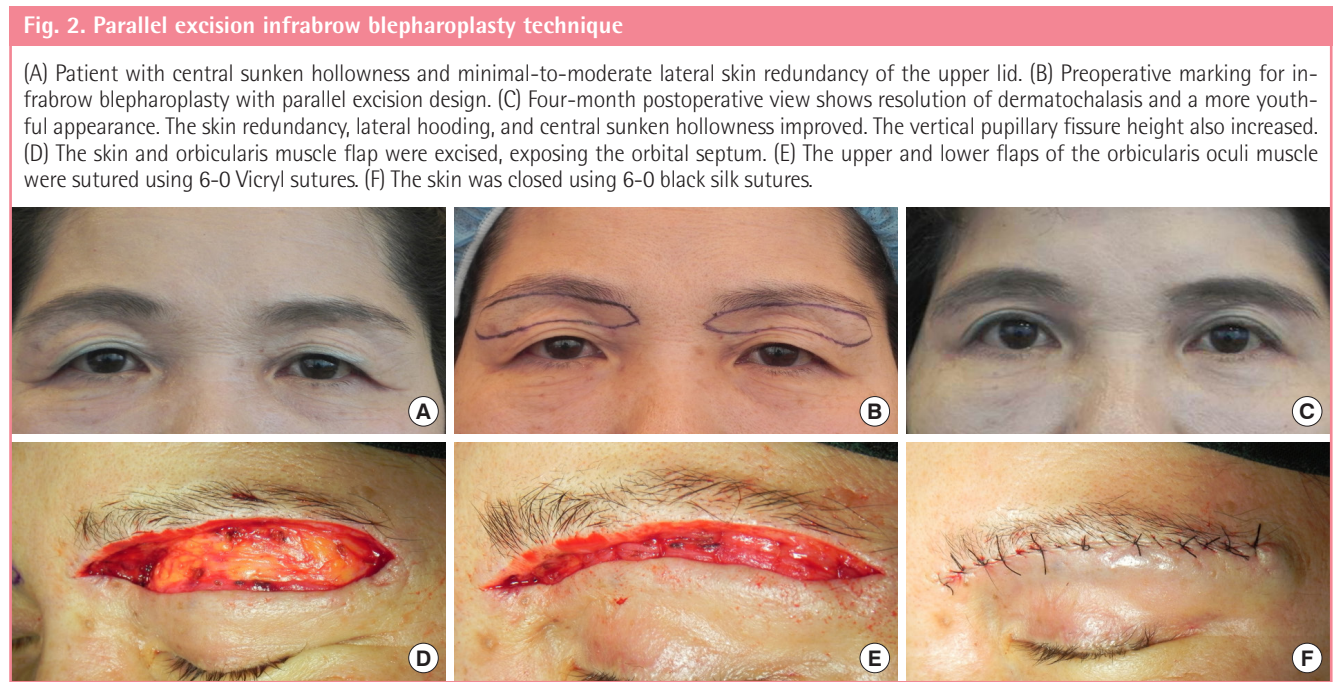 Fig. 2. Parallel excision infrabrow blepharoplasty technique
(A) Patient with central sunken hollowness and minimal-to-moderate lateral skin redundancy of the upper lid. (B) Preoperative marking for in-
frabrow blepharoplasty with parallel excision design. (C) Four-month postoperative view shows resolution of dermatochalasis and a more youth-
ful appearance. The skin redundancy, lateral hooding, and central sunken hollowness improved. The vertical pupillary fissure height also increased.
(D) The skin and orbicularis muscle flap were excised, exposing the orbital septum. (E) The upper and lower flaps of the orbicularis oculi muscle
were sutured using 6-0 Vicryl sutures. (F) The skin was closed using 6-0 black silk sutures.
A
B
C
D
E
F